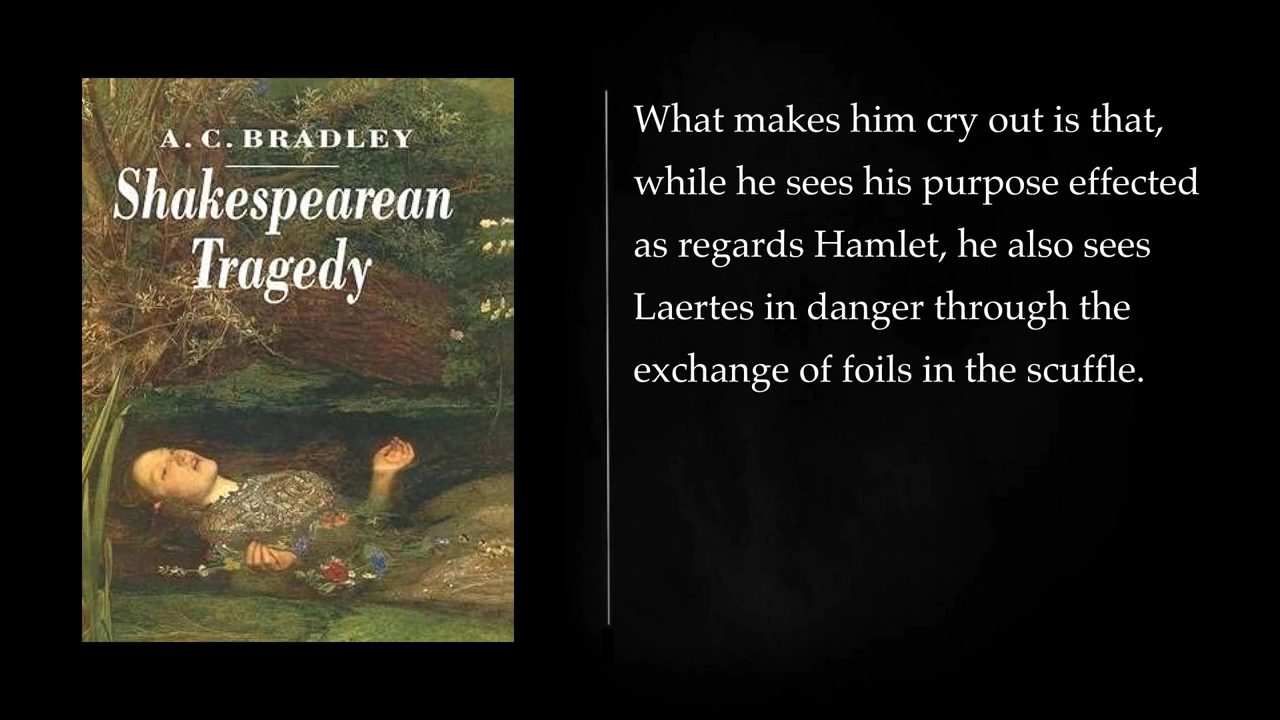 A. C. BRADLEY
Shakespearean
Tragedy
What makes him cry out is that,
while he sees his purpose effected
as regards Hamlet, he also sees
Laertes in danger through the
exchange of foils in the scuffle.